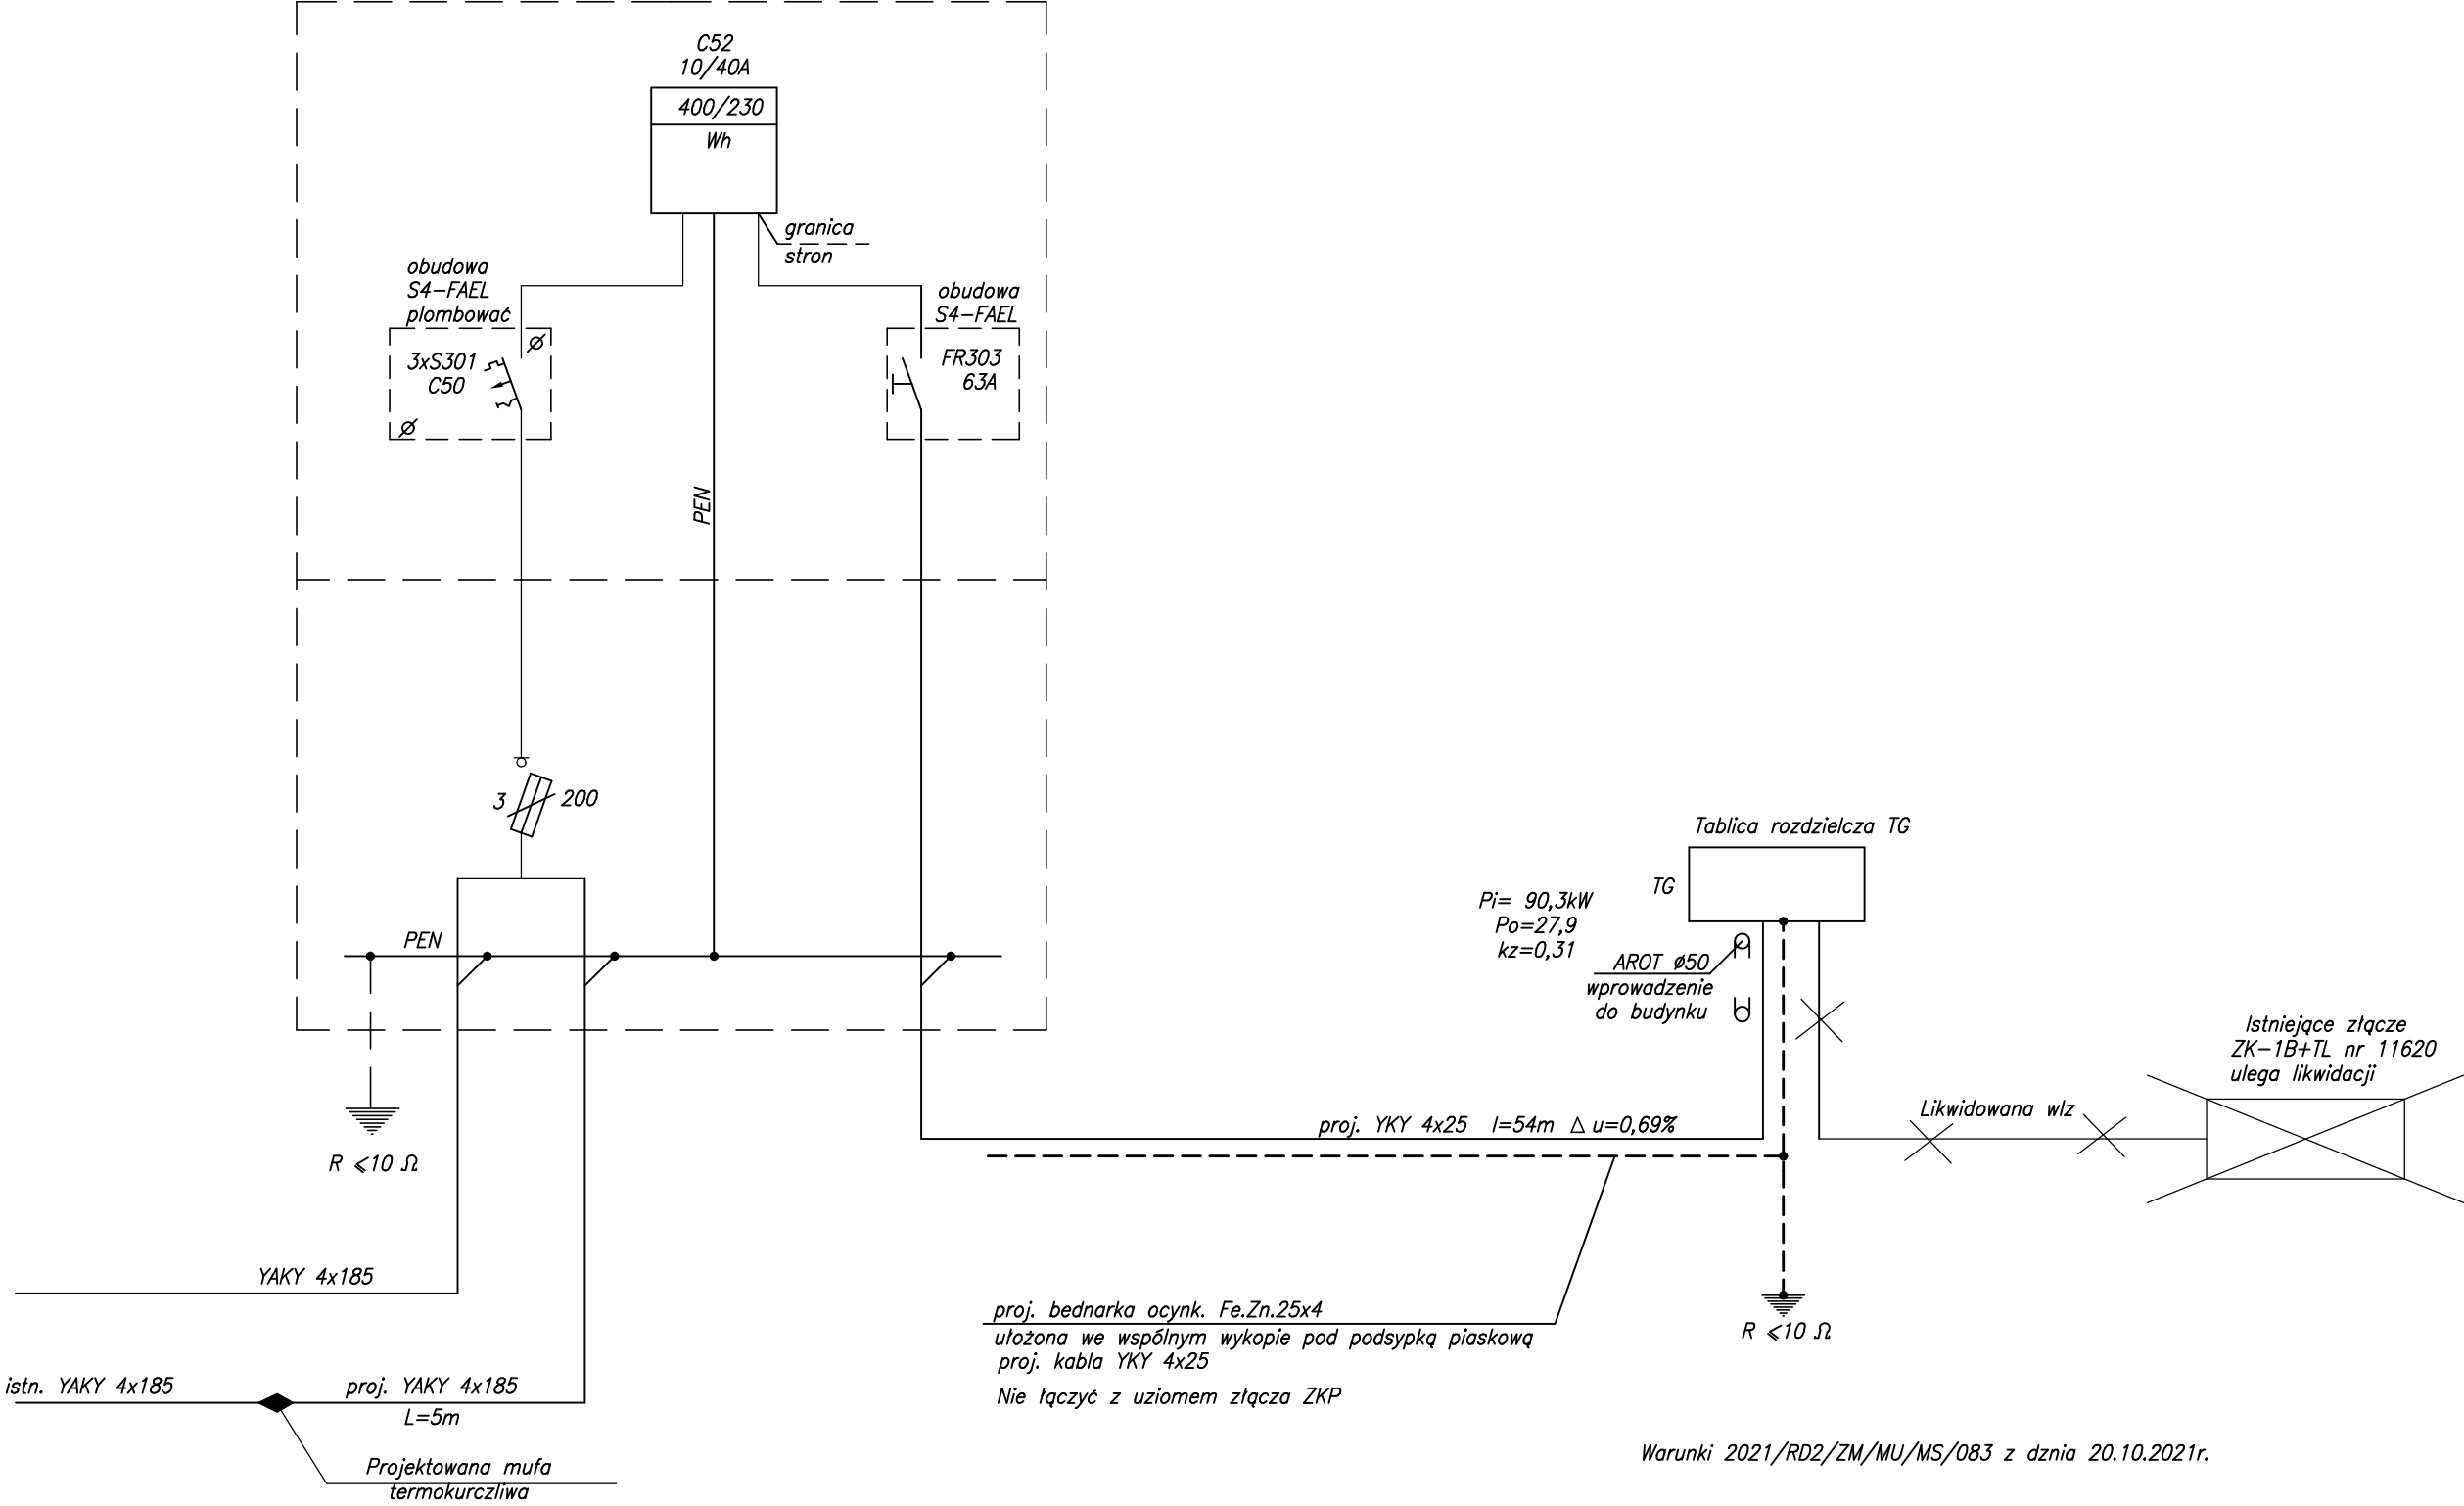 C52
10/40A
400/230
Wh
granica
stron
obudowa
S4-FAEL
plombować
3xS301
C50
obudowa
S4-FAEL
FR303
63A
PEN
3
200
PEN
R ⩽10 Ω
YAKY 4x185
istn. YAKY 4x185
proj. YAKY 4x185
L=5m
Projektowana mufa
termokurczliwa
Tablica rozdzielcza TG
TG
Pi= 90,3kW
Po=27,9
kz=0,31
AROT ø50
wprowadzenie
do budynku
proj. YKY 4x25 l=54m △ u=0,69%
Istniejące złącze
ZK-1B+TL nr 11620
ulega likwidacji
Likwidowana wlz
proj. bednarka ocynk. Fe.Zn.25x4
ułożona we wspólnym wykopie pod podsypką piaskową
proj. kabla YKY 4x25
Nie łączyć z uziomem złącza ZKP
R ⩽10 Ω
Warunki 2021/RD2/ZM/MU/MS/083 z dznia 20.10.2021r.